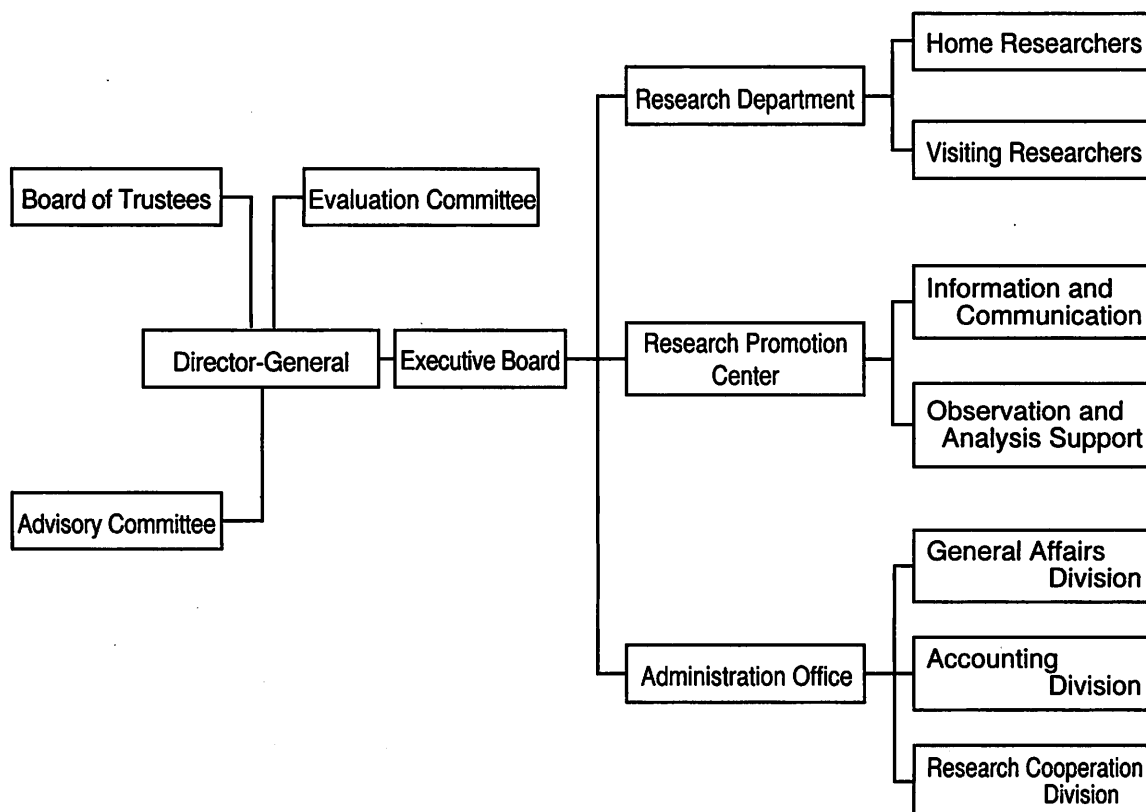 Board of Trustees
Evaluation Committee
Director-General
Executive Board
Advisory Committee
Research Department
Home Researchers
Visiting Researchers
Research Promotion
Center
Information and
Communication
Observation and
Analysis Support
Administration Office
General Affairs
Division
Accounting
Division
Research Cooperation
Division